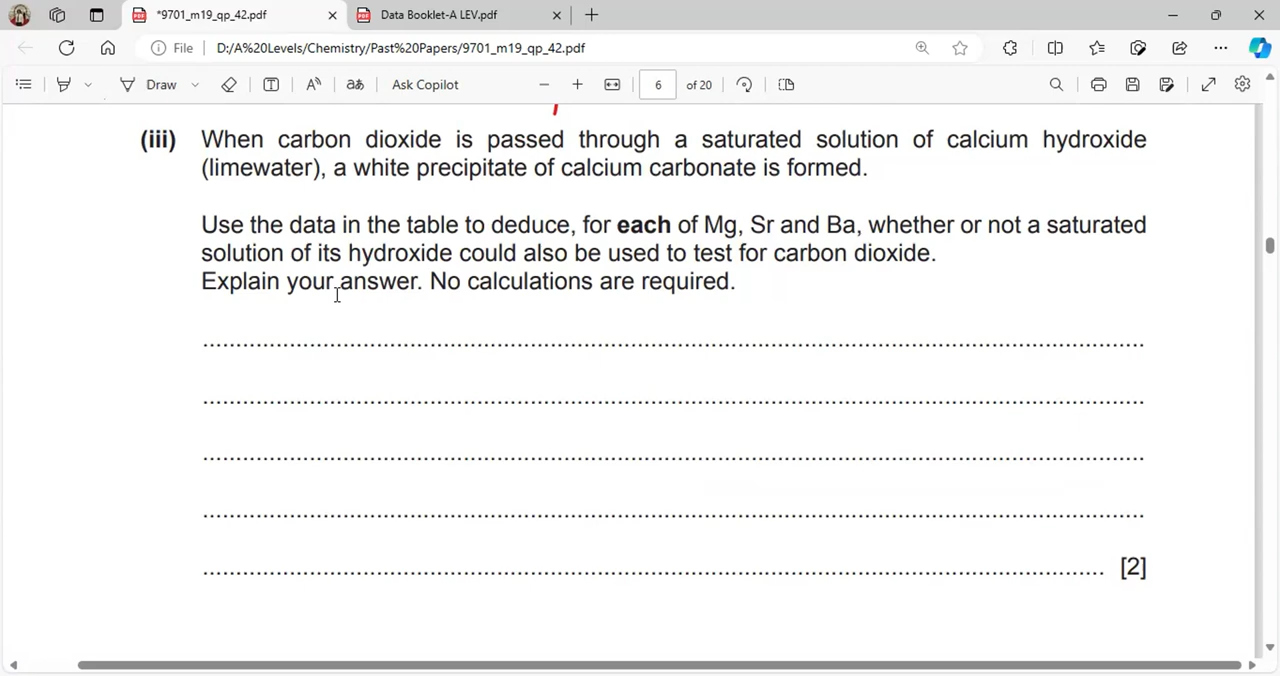 *9701_m19_qp_42.pdf
Data Booklet-A LEV.pdf
File D:/A%20Levels/Chemistry/Past%20Papers/9701_m19_qp_42.pdf
Draw
Ask Copilot
6 of 20
(iii) When carbon dioxide is passed through a saturated solution of calcium hydroxide
(limewater), a white precipitate of calcium carbonate is formed.
Use the data in the table to deduce, for each of Mg, Sr and Ba, whether or not a saturated
solution of its hydroxide could also be used to test for carbon dioxide.
Explain your answer. No calculations are required.
[2]